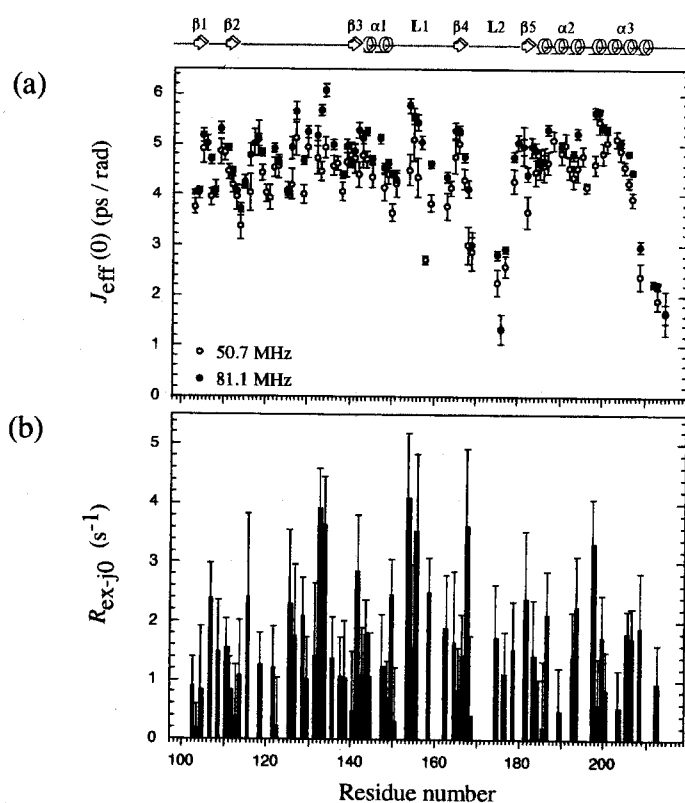 β1 β2 β3 α1 L1 β4 L2 β5 α2 α3
(a)
J_eff(0) (ps / rad)
6
5
4
3
2
1
0
50.7 MHz
81.1 MHz
(b)
R_ex-j0 (s⁻¹)
5
4
3
2
1
0
100 120 140 160 180 200
Residue number